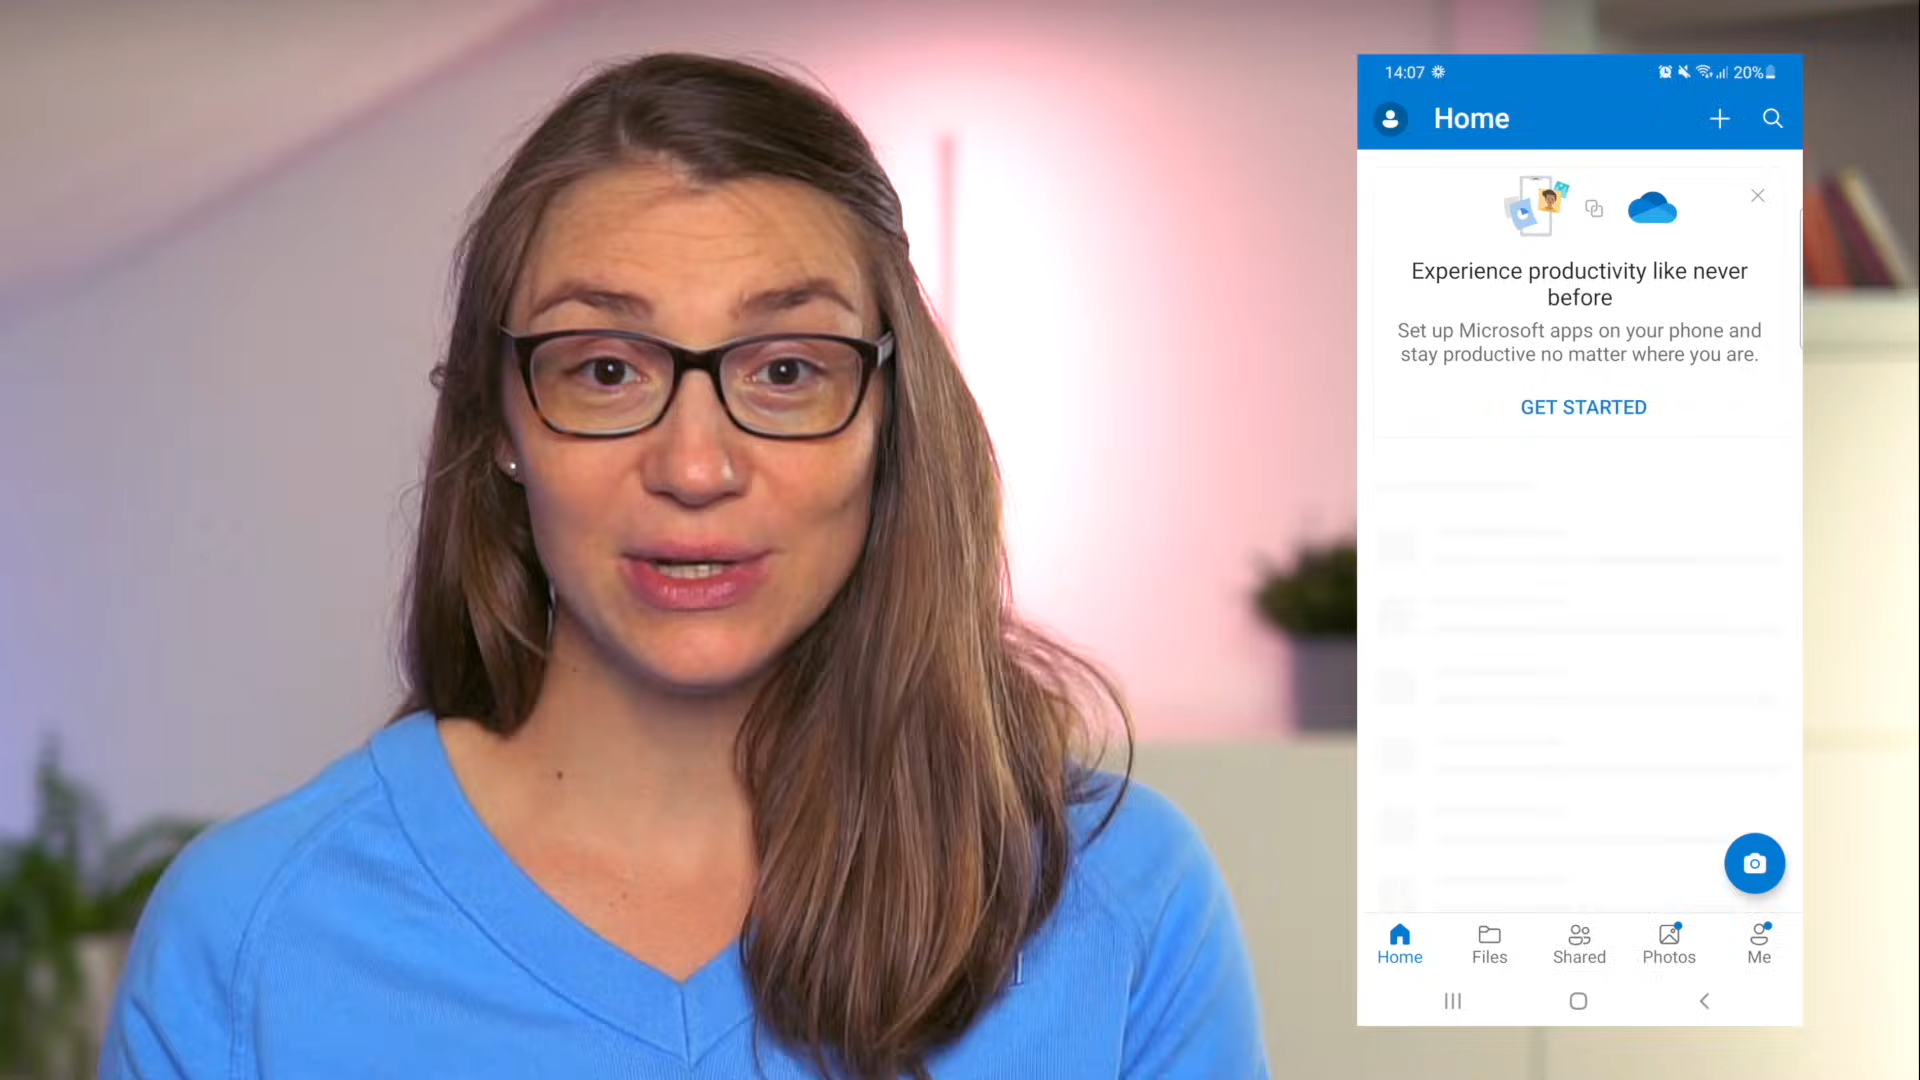 14:07 20%
Home
Experience productivity like never
before
Set up Microsoft apps on your phone and
stay productive no matter where you are.
GET STARTED
Home Files Shared Photos Me